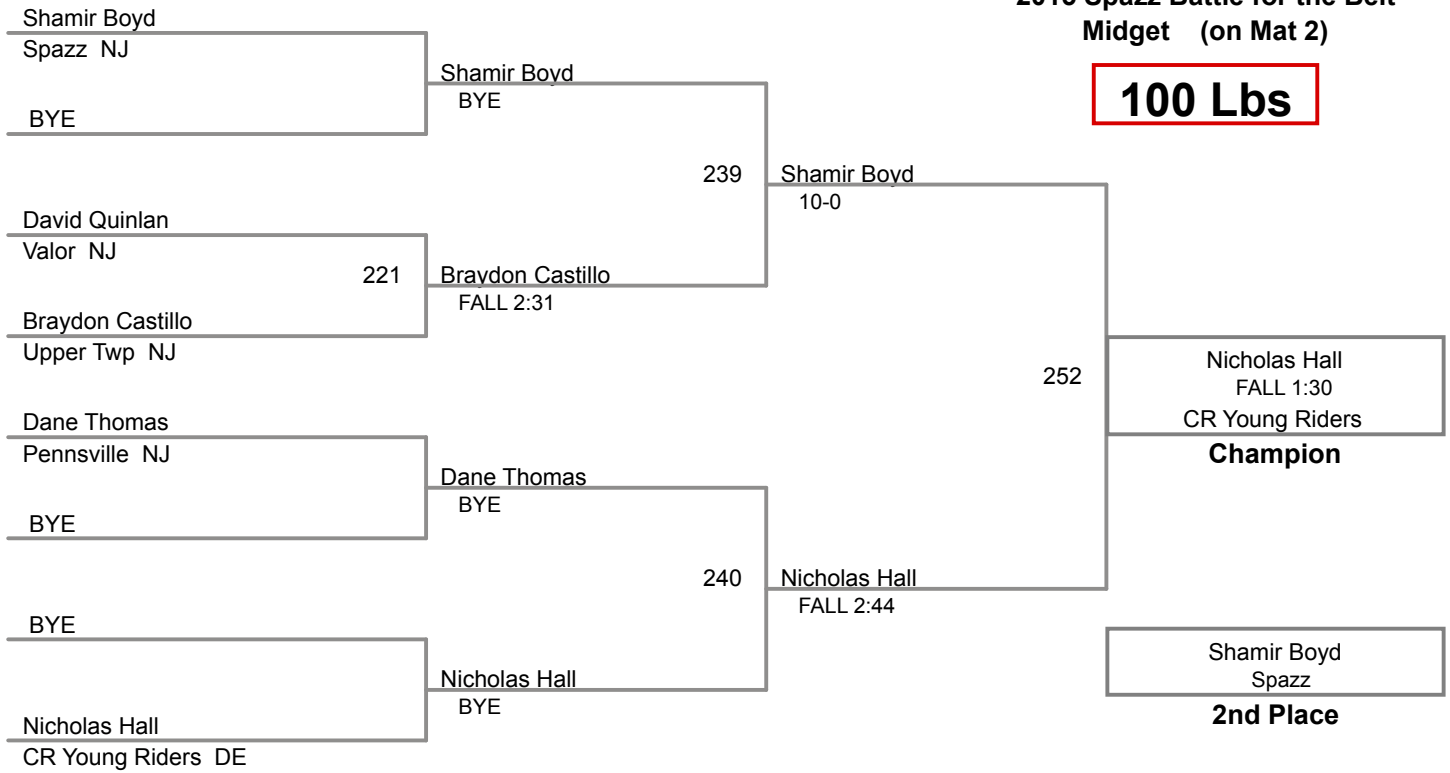 Midget (on Mat 2)
100 Lbs
Shamir Boyd
Spazz NJ
BYE
David Quinlan
Valor NJ
221
Braydon Castillo
Upper Twp NJ
Dane Thomas
Pennsville NJ
BYE
BYE
Nicholas Hall
CR Young Riders DE
Shamir Boyd
BYE
239
Braydon Castillo
FALL 2:31
Dane Thomas
BYE
240
Nicholas Hall
BYE
Shamir Boyd
10-0
252
Nicholas Hall
FALL 2:44
Nicholas Hall
FALL 1:30
CR Young Riders
Champion
Shamir Boyd
Spazz
2nd Place